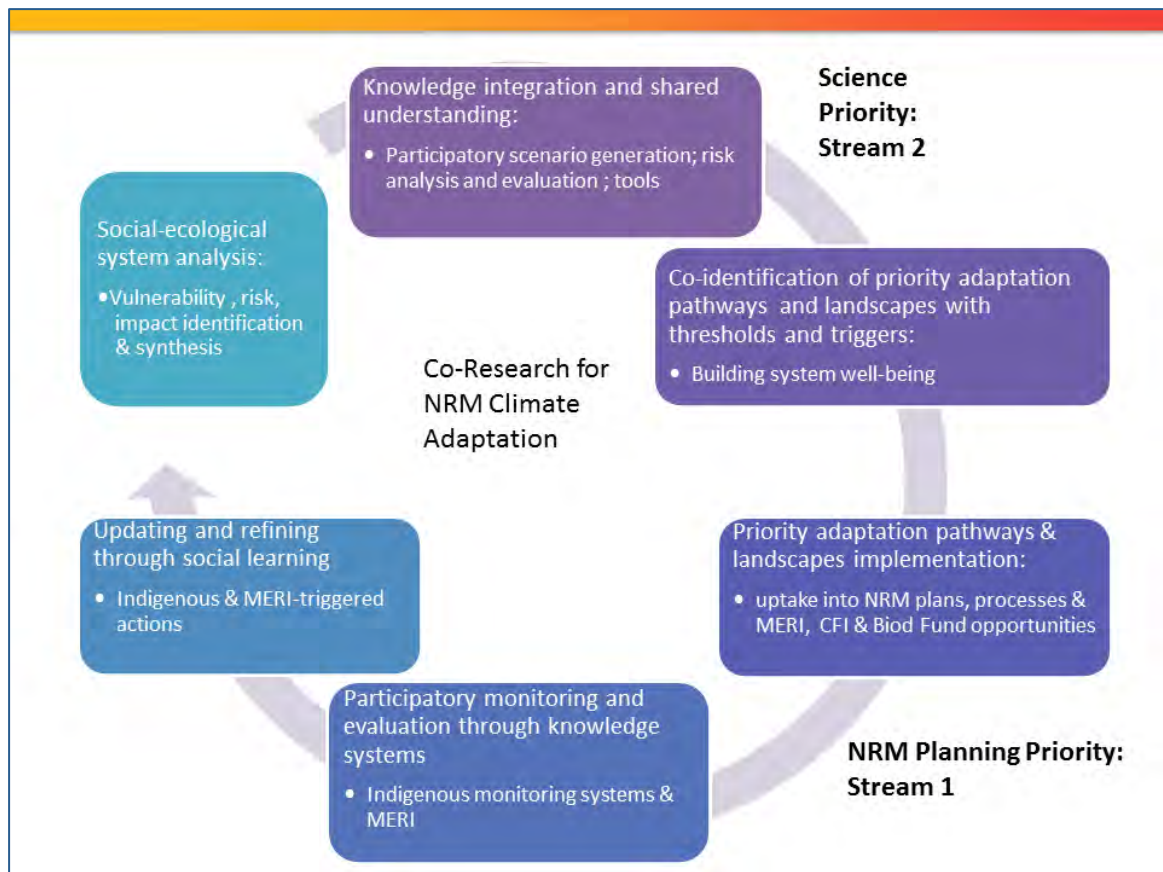 Knowledge integration and shared
understanding:
• Participatory scenario generation; risk
analysis and evaluation ; tools
Science
Priority:
Stream 2
Social-ecological
system analysis:
•Vulnerability , risk,
impact identification
& synthesis
Co-identification of priority adaptation
pathways and landscapes with
thresholds and triggers:
• Building system well-being
Co-Research for
NRM Climate
Adaptation
Updating and refining
through social learning
• Indigenous & MERI-triggered
actions
Priority adaptation pathways &
landscapes implementation:
• uptake into NRM plans, processes &
MERI, CFI & Biod Fund opportunities
Participatory monitoring and
evaluation through knowledge
systems
• Indigenous monitoring systems &
MERI
NRM Planning Priority:
Stream 1